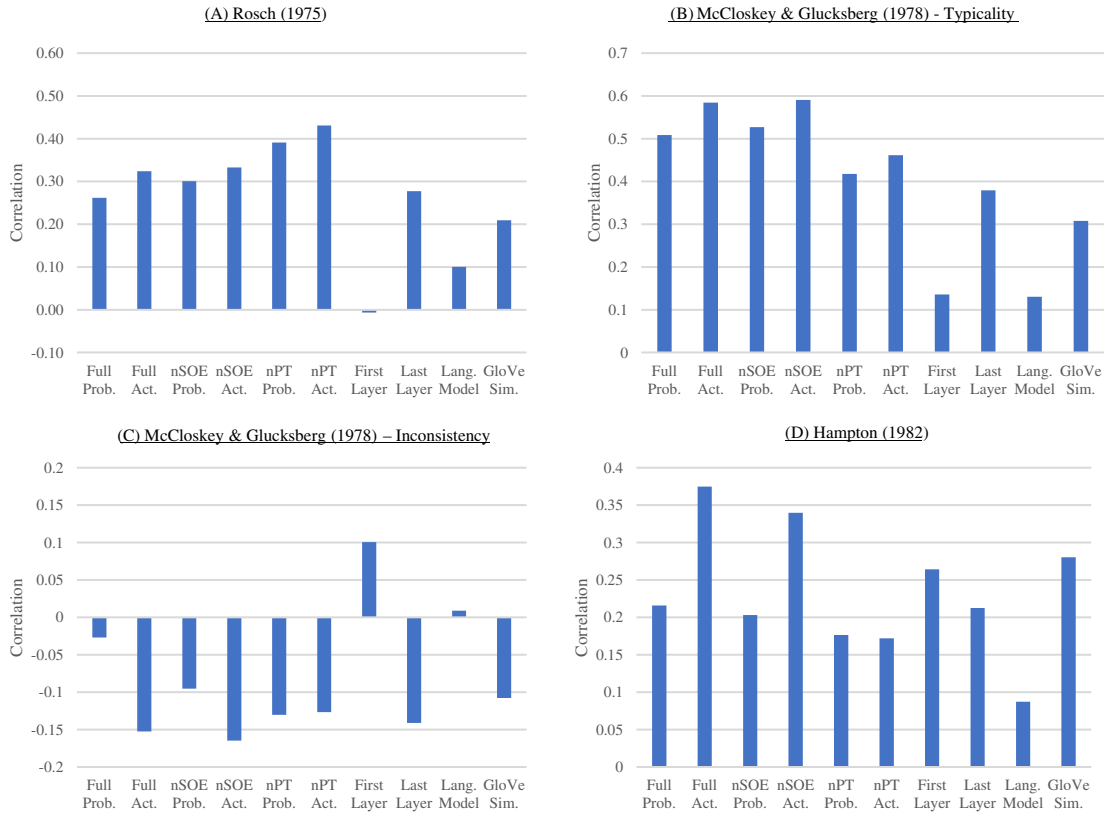 (A) Rosch (1975)
0.60
0.50
0.40
0.30
0.20
0.10
0.00
-0.10
Correlation
Full Full nSOE nSOE nPT nPT First Last Lang. GloVe
Prob. Act. Prob. Act. Prob. Act. Layer Layer Model Sim.
(B) McCloskey & Glucksberg (1978) - Typicality
0.7
0.6
0.5
0.4
0.3
0.2
0.1
0
Correlation
Full Full nSOE nSOE nPT nPT First Last Lang. GloVe
Prob. Act. Prob. Act. Prob. Act. Layer Layer Model Sim.
(C) McCloskey & Glucksberg (1978) – Inconsistency
0.2
0.15
0.1
0.05
0
-0.05
-0.1
-0.15
-0.2
Correlation
Full Full nSOE nSOE nPT nPT First Last Lang. GloVe
Prob. Act. Prob. Act. Prob. Act. Layer Layer Model Sim.
(D) Hampton (1982)
0.4
0.35
0.3
0.25
0.2
0.15
0.1
0.05
0
Correlation
Full Full nSOE nSOE nPT nPT First Last Lang. GloVe
Prob. Act. Prob. Act. Prob. Act. Layer Layer Model Sim.